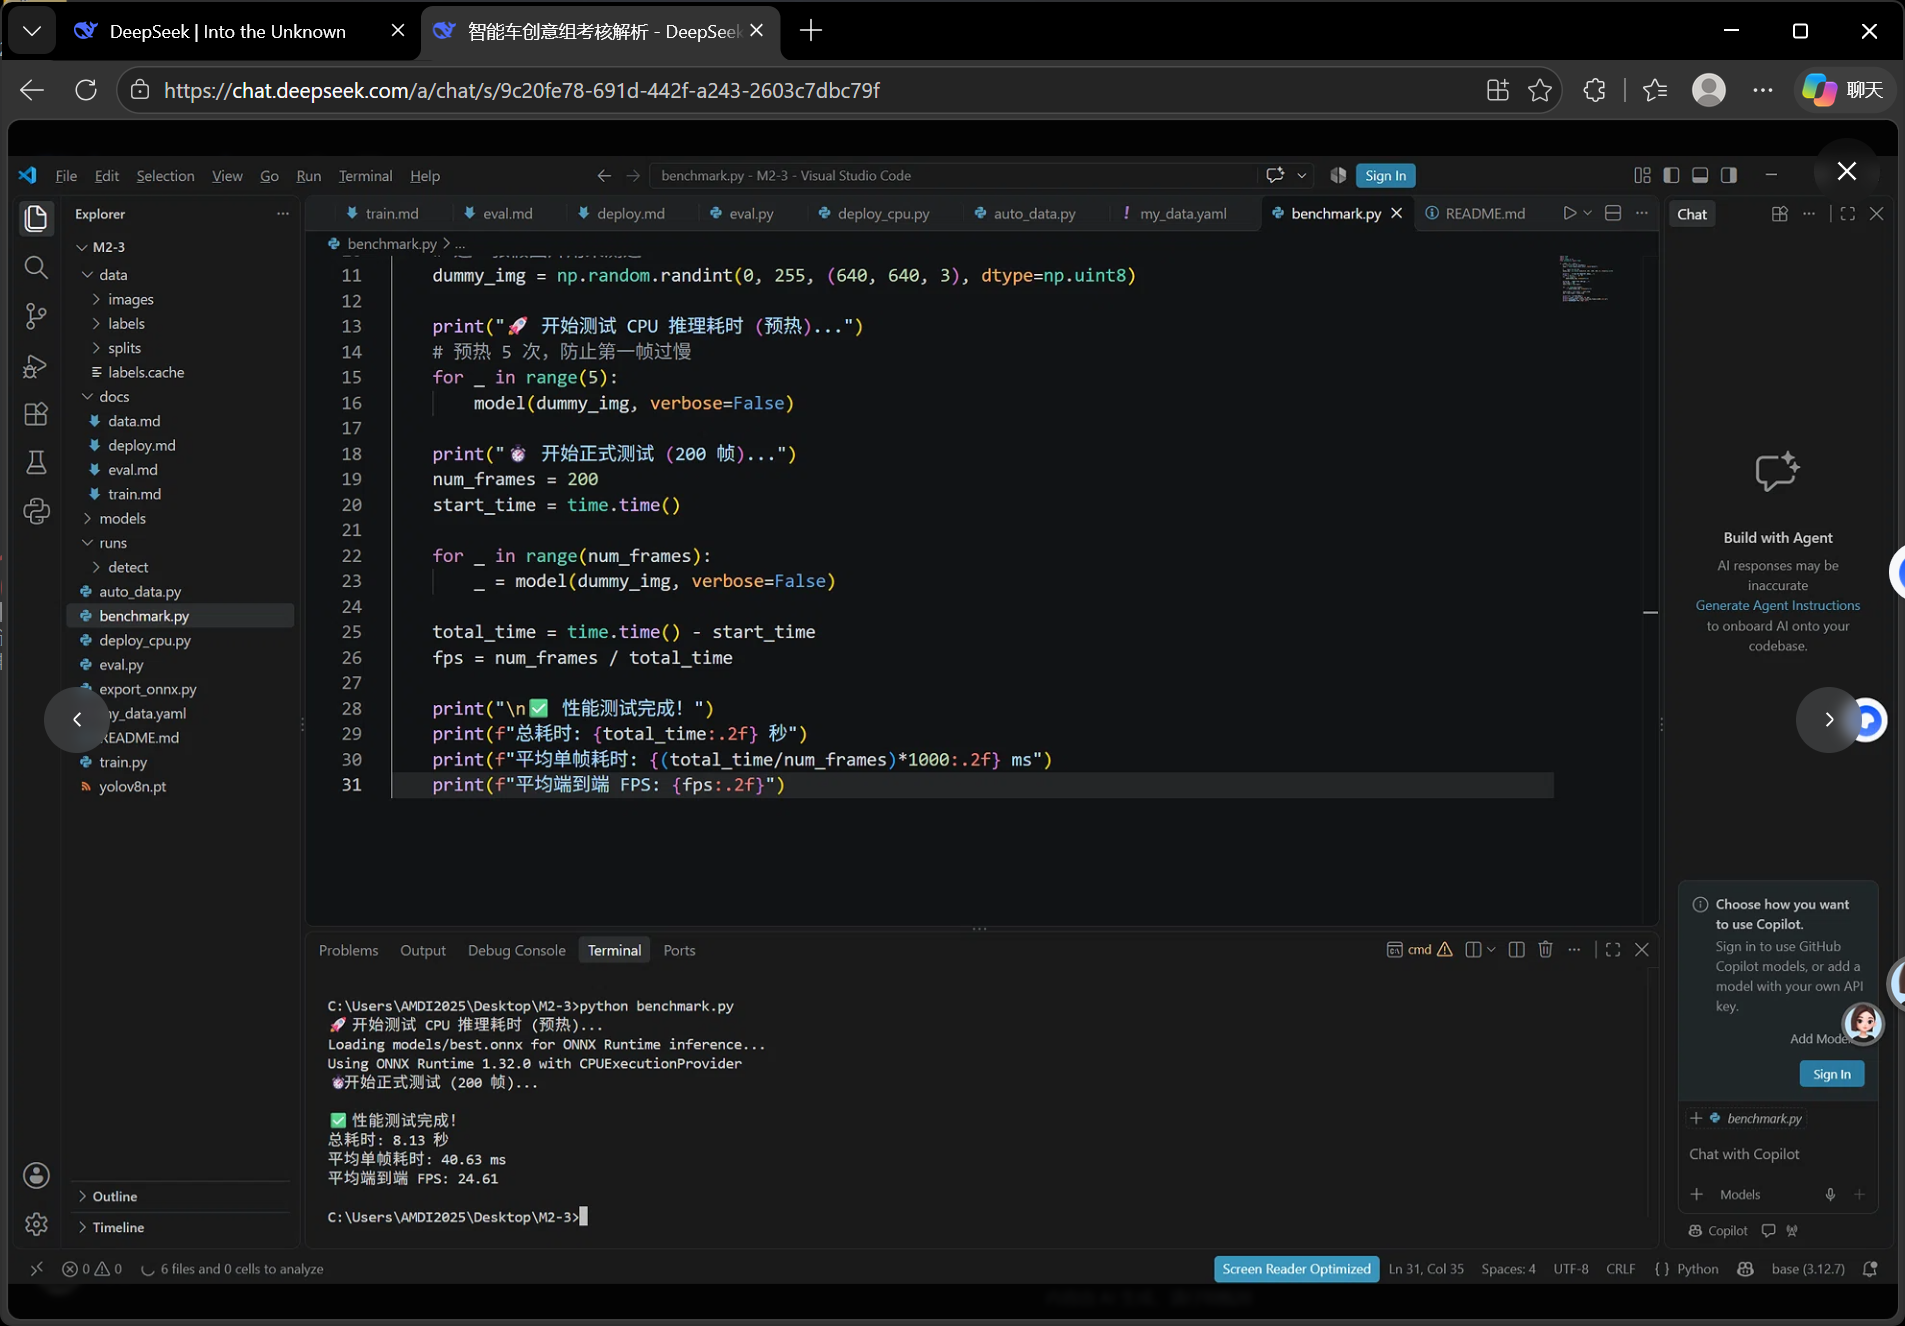 DeepSeek | Into the Unknown
智能车创意组考核解析 - DeepSeek
https://chat.deepseek.com/a/chat/s/9c20fe78-691d-442f-a243-2603c7dbc79f
聊天
File Edit Selection View Go Run Terminal Help
benchmark.py - M2-3 - Visual Studio Code
Sign In
Explorer
M2-3
data
images
labels
splits
labels.cache
docs
data.md
deploy.md
eval.md
train.md
models
runs
detect
auto_data.py
benchmark.py
deploy_cpu.py
eval.py
export_onnx.py
my_data.yaml
README.md
train.py
yolov8n.pt
Outline
Timeline
train.md eval.md deploy.md eval.py deploy_cpu.py auto_data.py ! my_data.yaml benchmark.py README.md
benchmark.py > ...
11 dummy_img = np.random.randint(0, 255, (640, 640, 3), dtype=np.uint8)
12
13 print("🚀 开始测试 CPU 推理耗时 (预热)...")
14 # 预热 5 次，防止第一帧过慢
15 for _ in range(5):
16 model(dummy_img, verbose=False)
17
18 print("⏱️ 开始正式测试 (200 帧)...")
19 num_frames = 200
20 start_time = time.time()
21
22 for _ in range(num_frames):
23 _ = model(dummy_img, verbose=False)
24
25 total_time = time.time() - start_time
26 fps = num_frames / total_time
27
28 print("\n✅ 性能测试完成！")
29 print(f"总耗时: {total_time:.2f} 秒")
30 print(f"平均单帧耗时: {(total_time/num_frames)*1000:.2f} ms")
31 print(f"平均端到端 FPS: {fps:.2f}")
Problems Output Debug Console Terminal Ports
cmd
C:\Users\AMDI2025\Desktop\M2-3>python benchmark.py
🚀 开始测试 CPU 推理耗时 (预热)...
Loading models/best.onnx for ONNX Runtime inference...
Using ONNX Runtime 1.32.0 with CPUExecutionProvider
⏱️开始正式测试 (200 帧)...
✅ 性能测试完成！
总耗时: 8.13 秒
平均单帧耗时: 40.63 ms
平均端到端 FPS: 24.61
C:\Users\AMDI2025\Desktop\M2-3>
Chat
Build with Agent
AI responses may be
inaccurate
Generate Agent Instructions
to onboard AI onto your
codebase.
Choose how you want
to use Copilot.
Sign in to use GitHub
Copilot models, or add a
model with your own API
key.
Add Model
Sign In
benchmark.py
Chat with Copilot
Models
Copilot
0 0 6 files and 0 cells to analyze
Screen Reader Optimized Ln 31, Col 35 Spaces: 4 UTF-8 CRLF { } Python base (3.12.7)